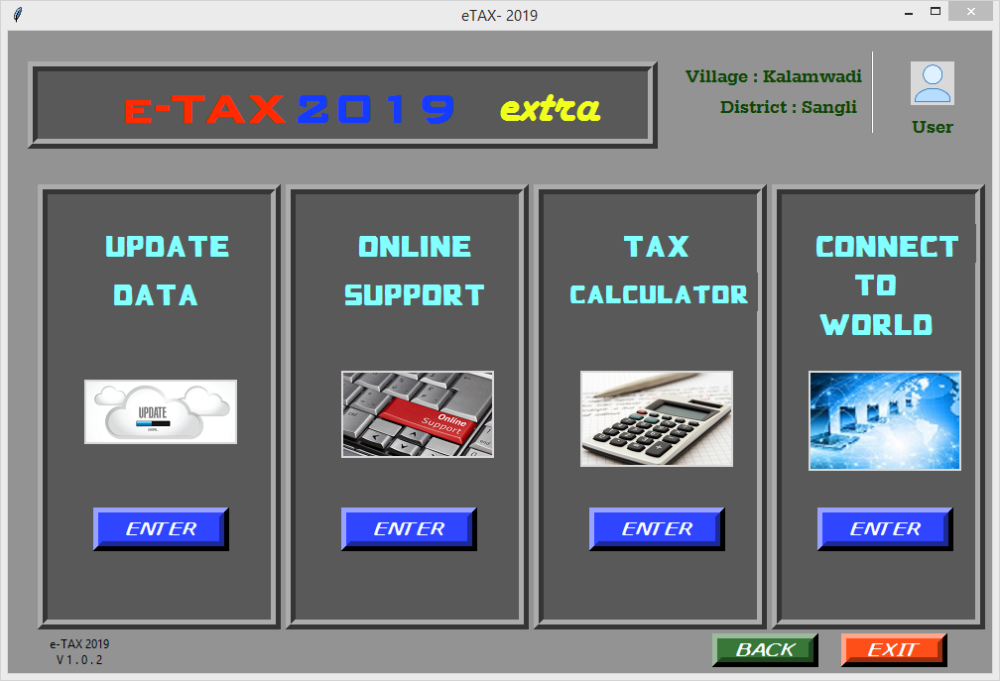 eTAX- 2019
e-TAX 2019 extra
Village : Kalamwadi
District : Sangli
User
UPDATE
DATA
UPDATE
ENTER
ONLINE
SUPPORT
Online
Support
ENTER
TAX
CALCULATOR
ENTER
CONNECT
TO
WORLD
ENTER
e-TAX 2019
V 1 . 0 . 2
BACK
EXIT